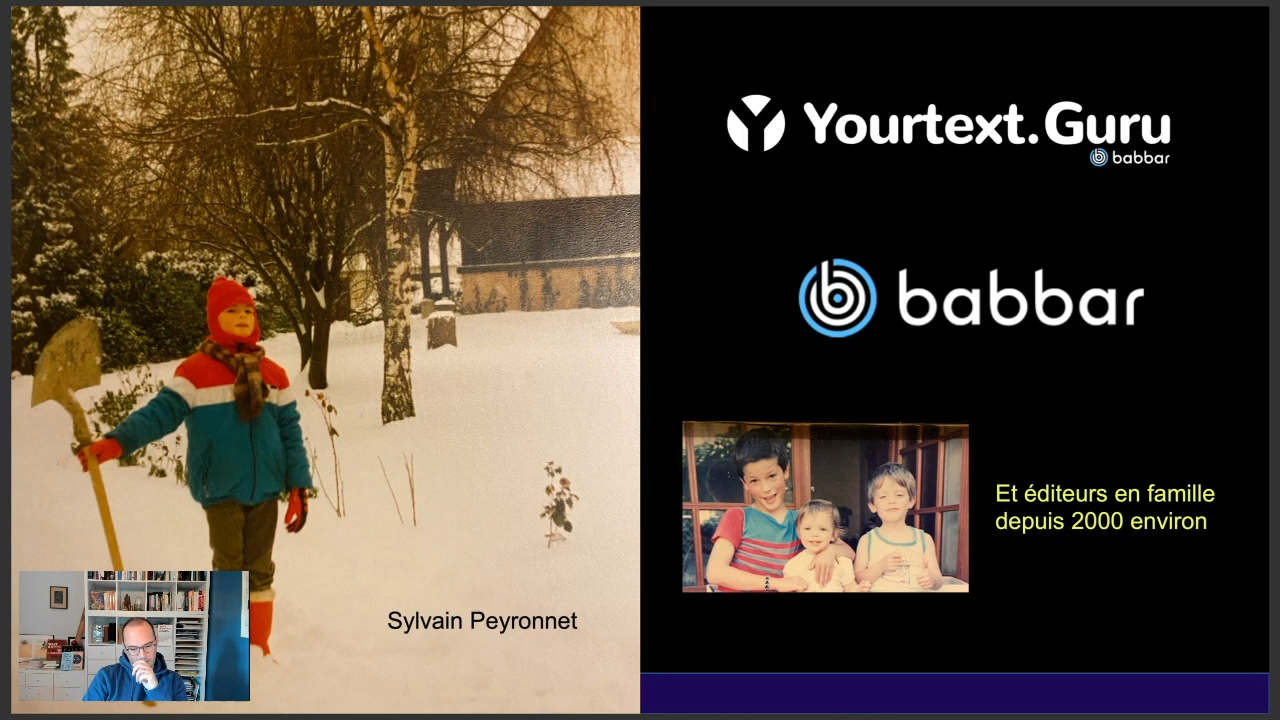 Sylvain Peyronnet
Yourtext.Guru
babbar
babbar
Et éditeurs en famille
depuis 2000 environ